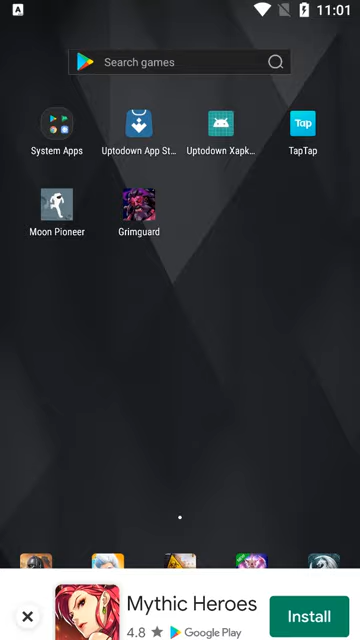 A
11:01
Search games
System Apps
Uptodown App St...
Uptodown Xapk...
Tap
TapTap
Moon Pioneer
Grimguard
Mythic Heroes
4.8 ★ Google Play
Install